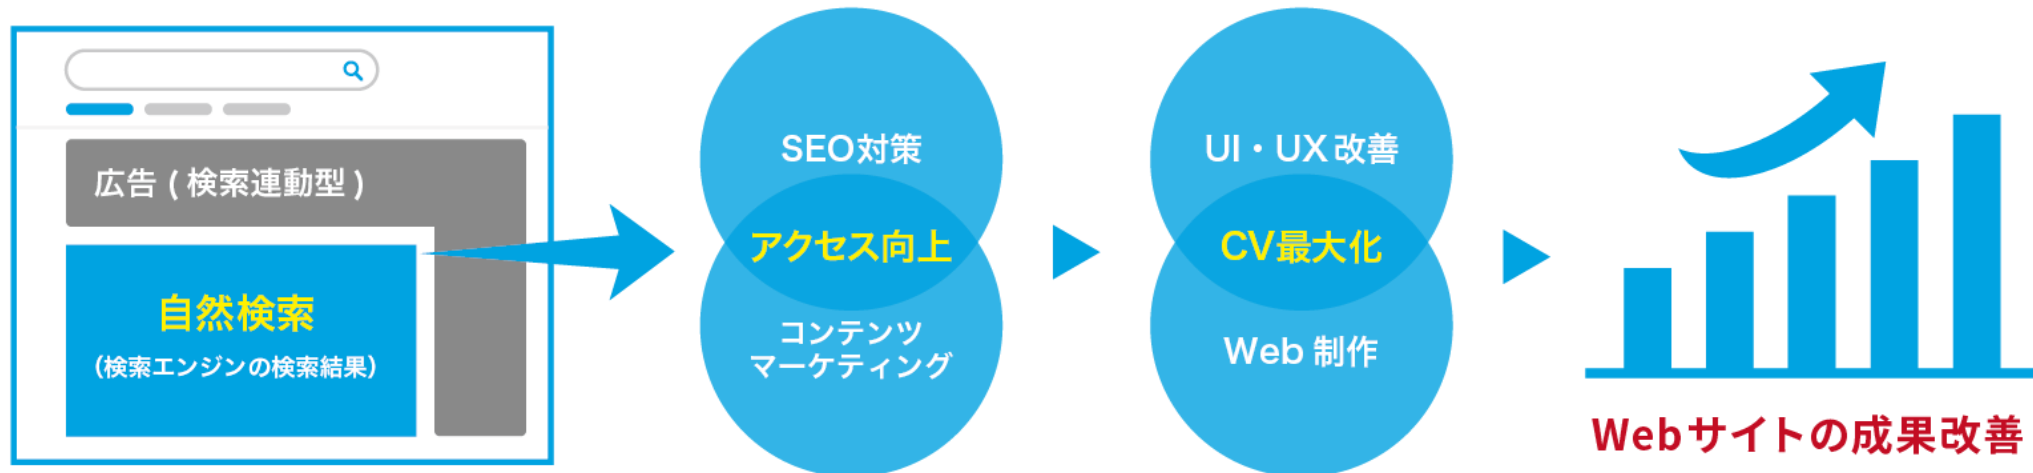 広告 ( 検索連動型 )
自然検索
(検索エンジンの検索結果)
SEO対策
アクセス向上
コンテンツ
マーケティング
UI・UX 改善
CV最大化
Web 制作
Webサイトの成果改善